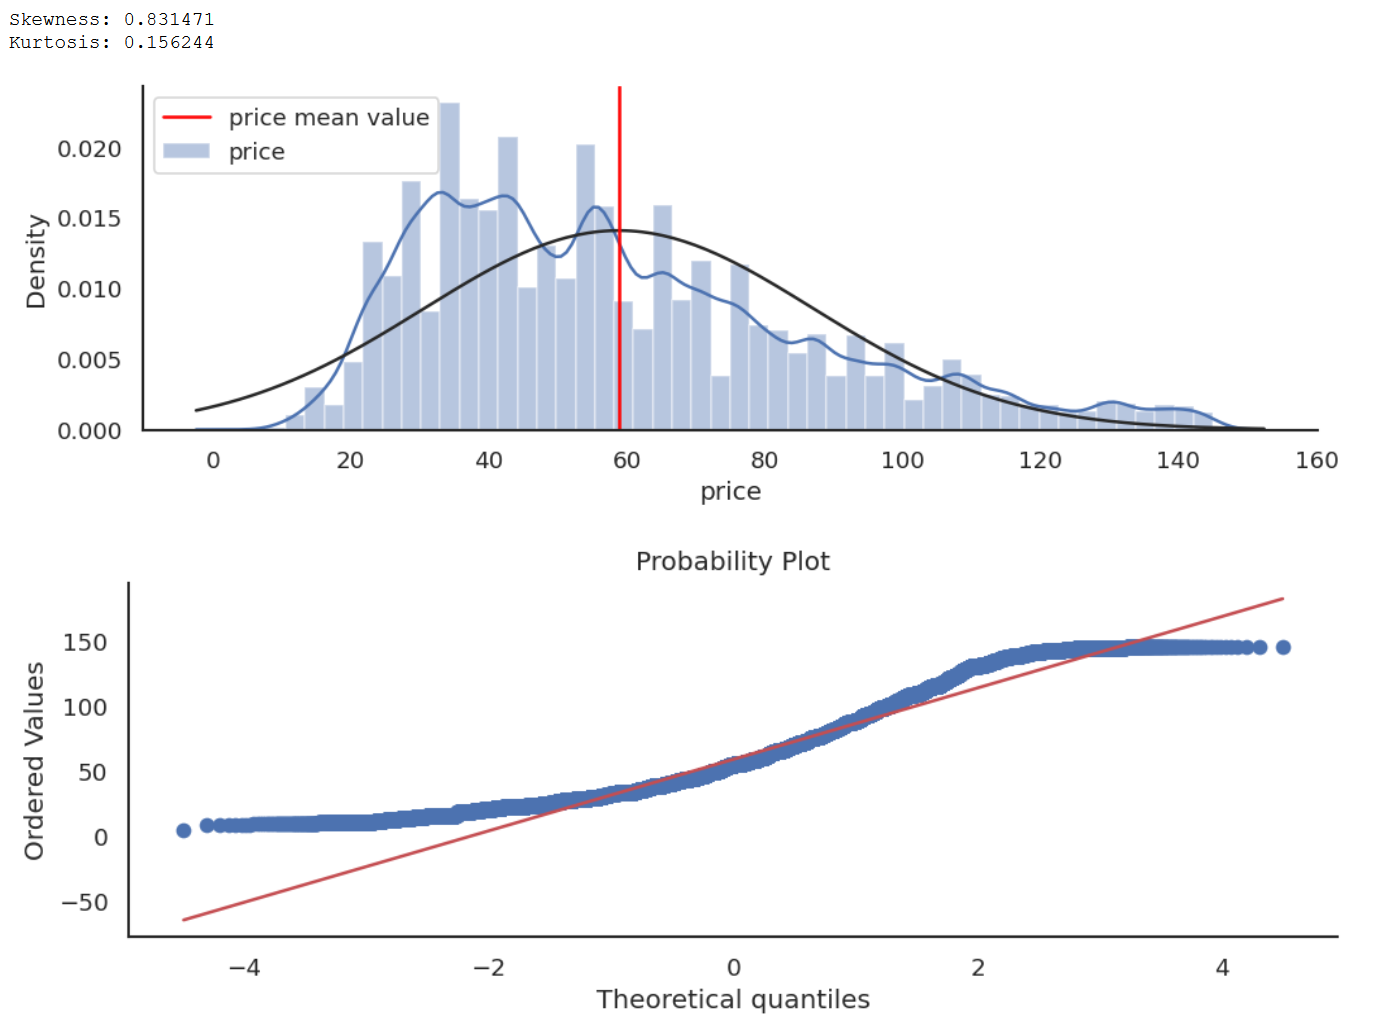 Skewness: 0.831471
Kurtosis: 0.156244
price mean value
price
0.020
0.015
0.010
0.005
0.000
Density
0 20 40 60 80 100 120 140 160
price
Probability Plot
150
100
50
0
−50
Ordered Values
−4 −2 0 2 4
Theoretical quantiles